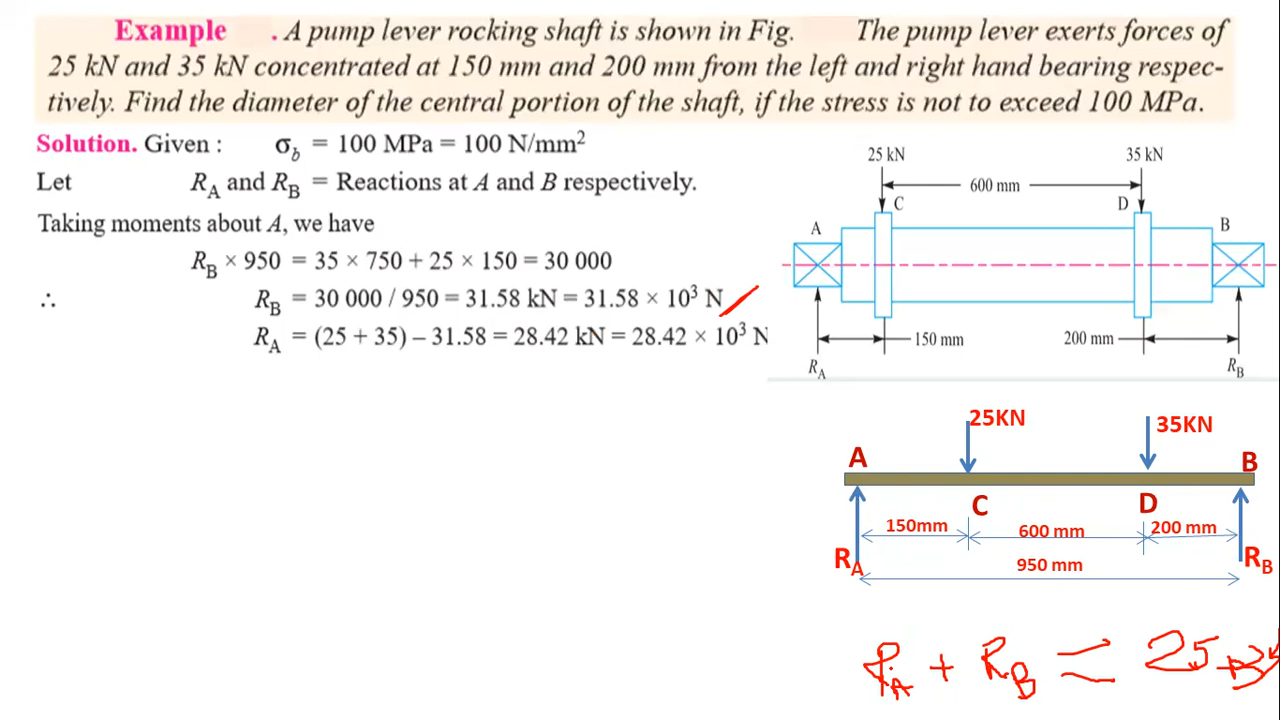 Example . A pump lever rocking shaft is shown in Fig. The pump lever exerts forces of
25 kN and 35 kN concentrated at 150 mm and 200 mm from the left and right hand bearing respec-
tively. Find the diameter of the central portion of the shaft, if the stress is not to exceed 100 MPa.
Solution. Given : σb = 100 MPa = 100 N/mm²
Let RA and RB = Reactions at A and B respectively.
Taking moments about A, we have
RB × 950 = 35 × 750 + 25 × 150 = 30 000
∴ RB = 30 000 / 950 = 31.58 kN = 31.58 × 10³ N
RA = (25 + 35) – 31.58 = 28.42 kN = 28.42 × 10³ N
25 kN 35 kN
600 mm
C D
A B
150 mm 200 mm
RA RB
25KN 35KN
A B
C D
150mm 600 mm 200 mm
RA RB
950 mm
RA + RB = 25+35